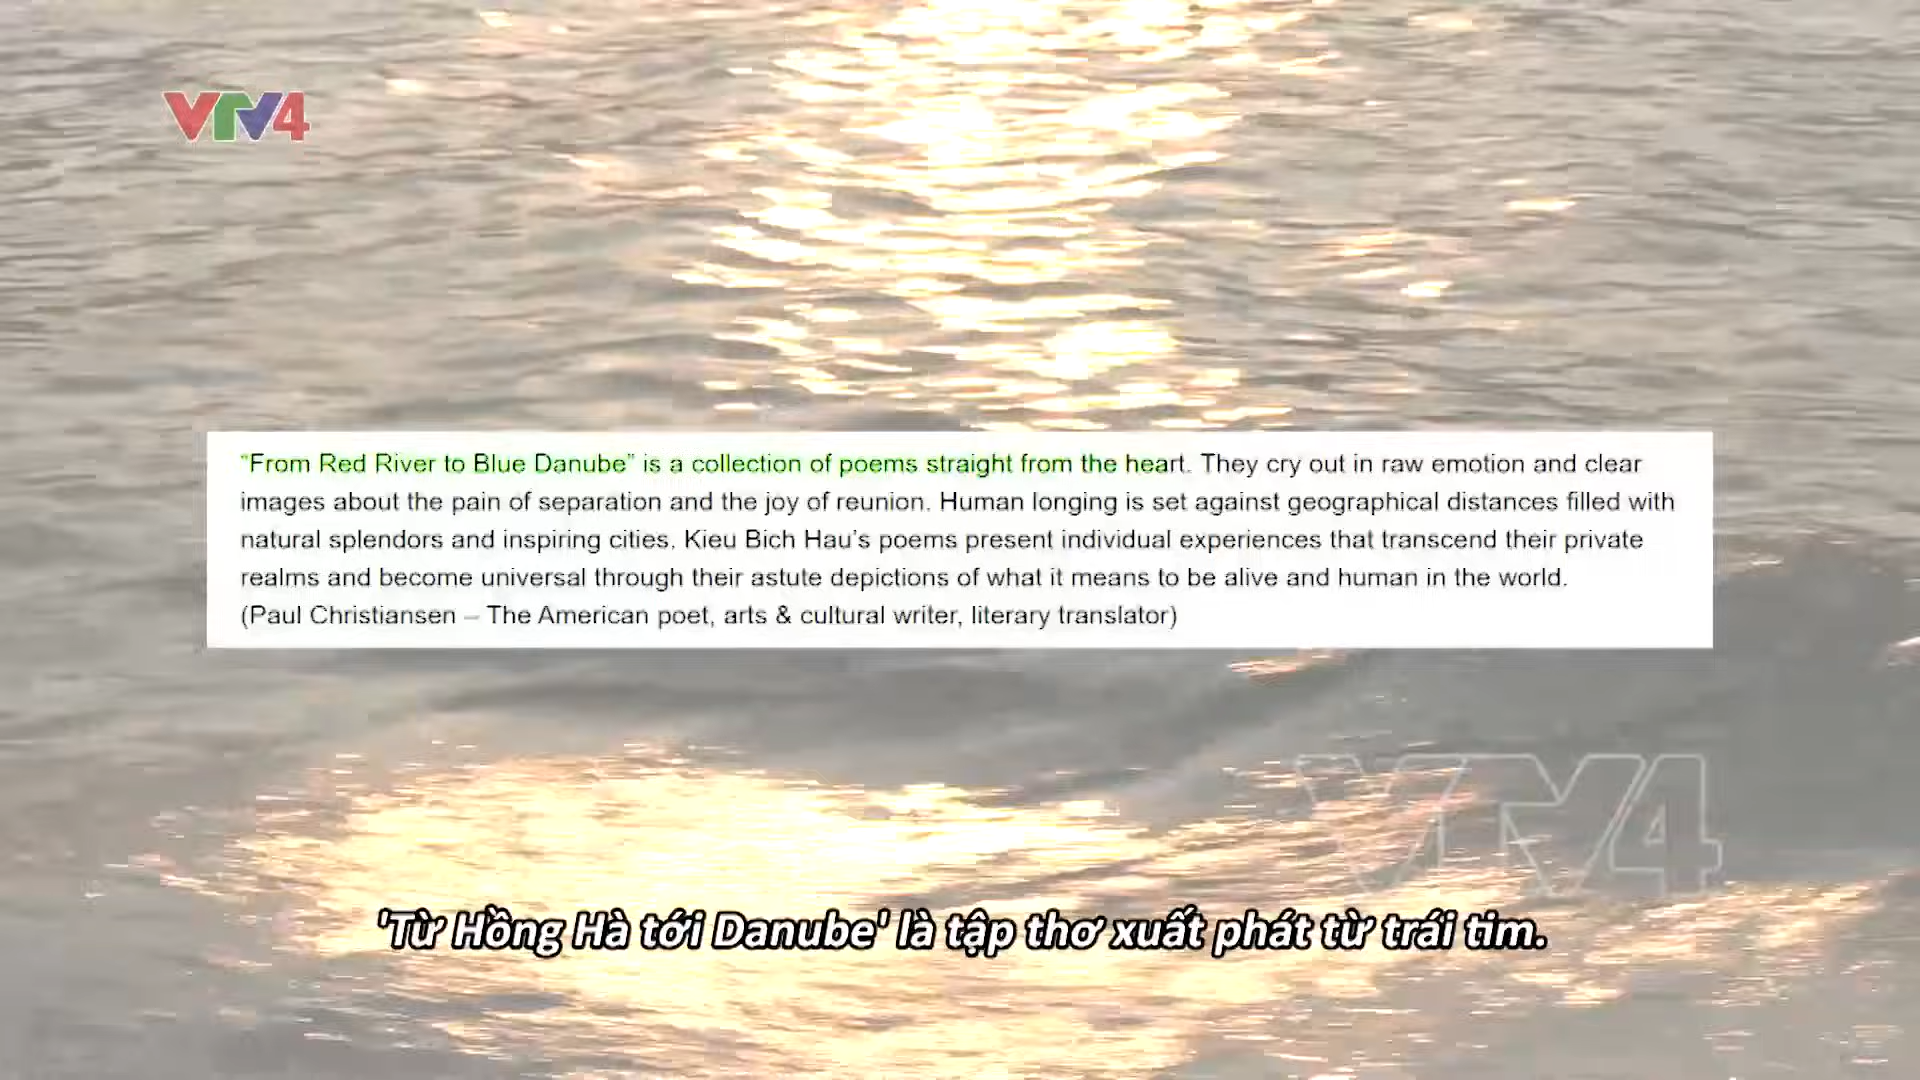 VTV4
“From Red River to Blue Danube” is a collection of poems straight from the heart. They cry out in raw emotion and clear
images about the pain of separation and the joy of reunion. Human longing is set against geographical distances filled with
natural splendors and inspiring cities. Kieu Bich Hau’s poems present individual experiences that transcend their private
realms and become universal through their astute depictions of what it means to be alive and human in the world.
(Paul Christiansen – The American poet, arts & cultural writer, literary translator)
VTV4
'Từ Hồng Hà tới Danube' là tập thơ xuất phát từ trái tim.